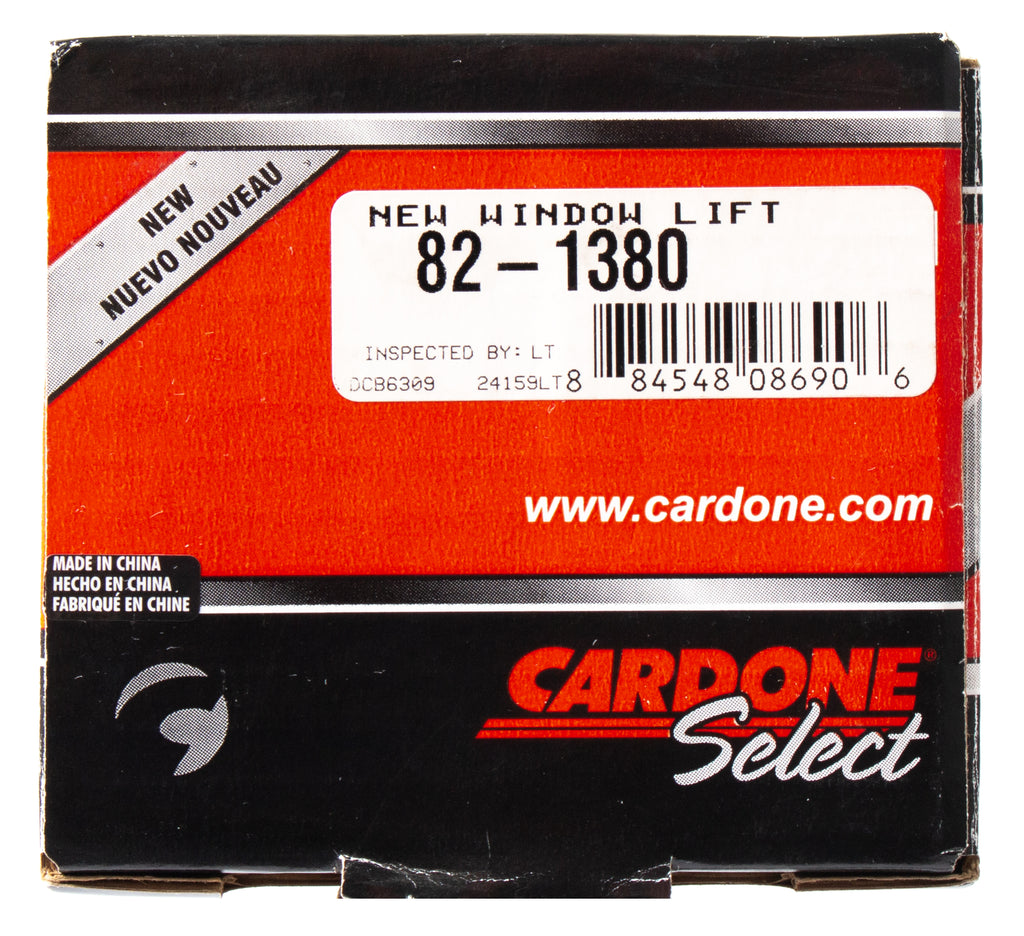 NEW
NUEVO NOUVEAU
NEW WINDOW LIFT
82-1380
INSPECTED BY: LT
DCB6309 24159LT
8 84548 08690 6
www.cardone.com
MADE IN CHINA
HECHO EN CHINA
FABRIQUÉ EN CHINE
CARDONE®
Select